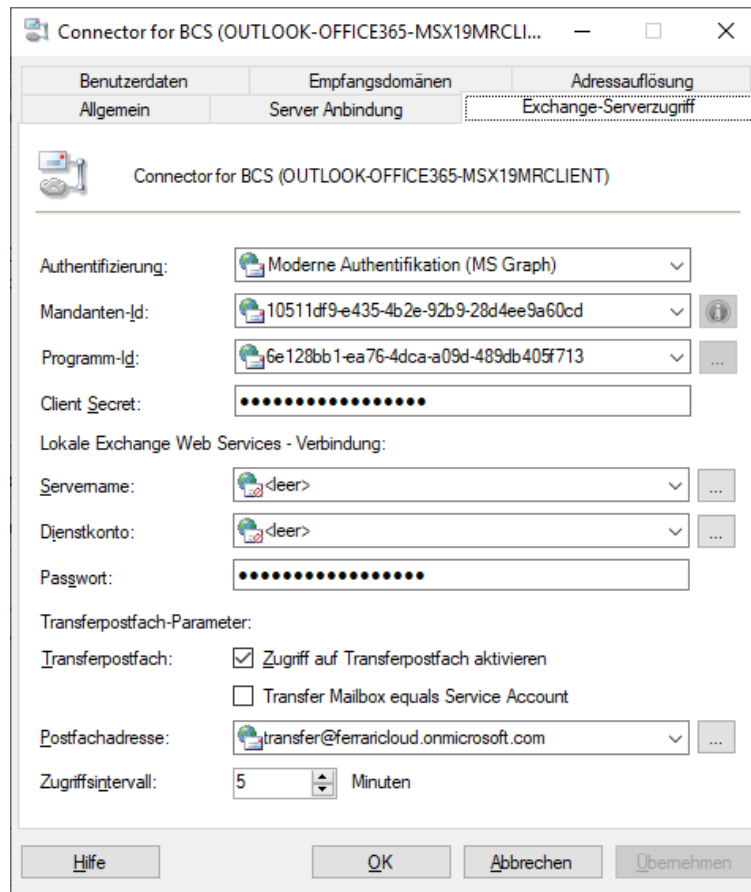 Connector for BCS (OUTLOOK-OFFICE365-MSX19MRCLI...
Benutzerdaten Empfangsdomänen Adressauflösung
Allgemein Server Anbindung Exchange-Serverzugriff
Connector for BCS (OUTLOOK-OFFICE365-MSX19MRCLIENT)
Authentifizierung: Moderne Authentifikation (MS Graph)
Mandanten-Id: 10511df9-e435-4b2e-92b9-28d4ee9a60cd
Programm-Id: 6e128bb1-ea76-4dca-a09d-489db405f713 ...
Client Secret: •••••••••••••••••
Lokale Exchange Web Services - Verbindung:
Servername: <leer> ...
Dienstkonto: <leer> ...
Passwort: •••••••••••••••••
Transferpostfach-Parameter:
Transferpostfach: Zugriff auf Transferpostfach aktivieren
Transfer Mailbox equals Service Account
Postfachadresse: transfer@ferraricloud.onmicrosoft.com ...
Zugriffsintervall: 5 Minuten
Hilfe OK Abbrechen Übernehmen